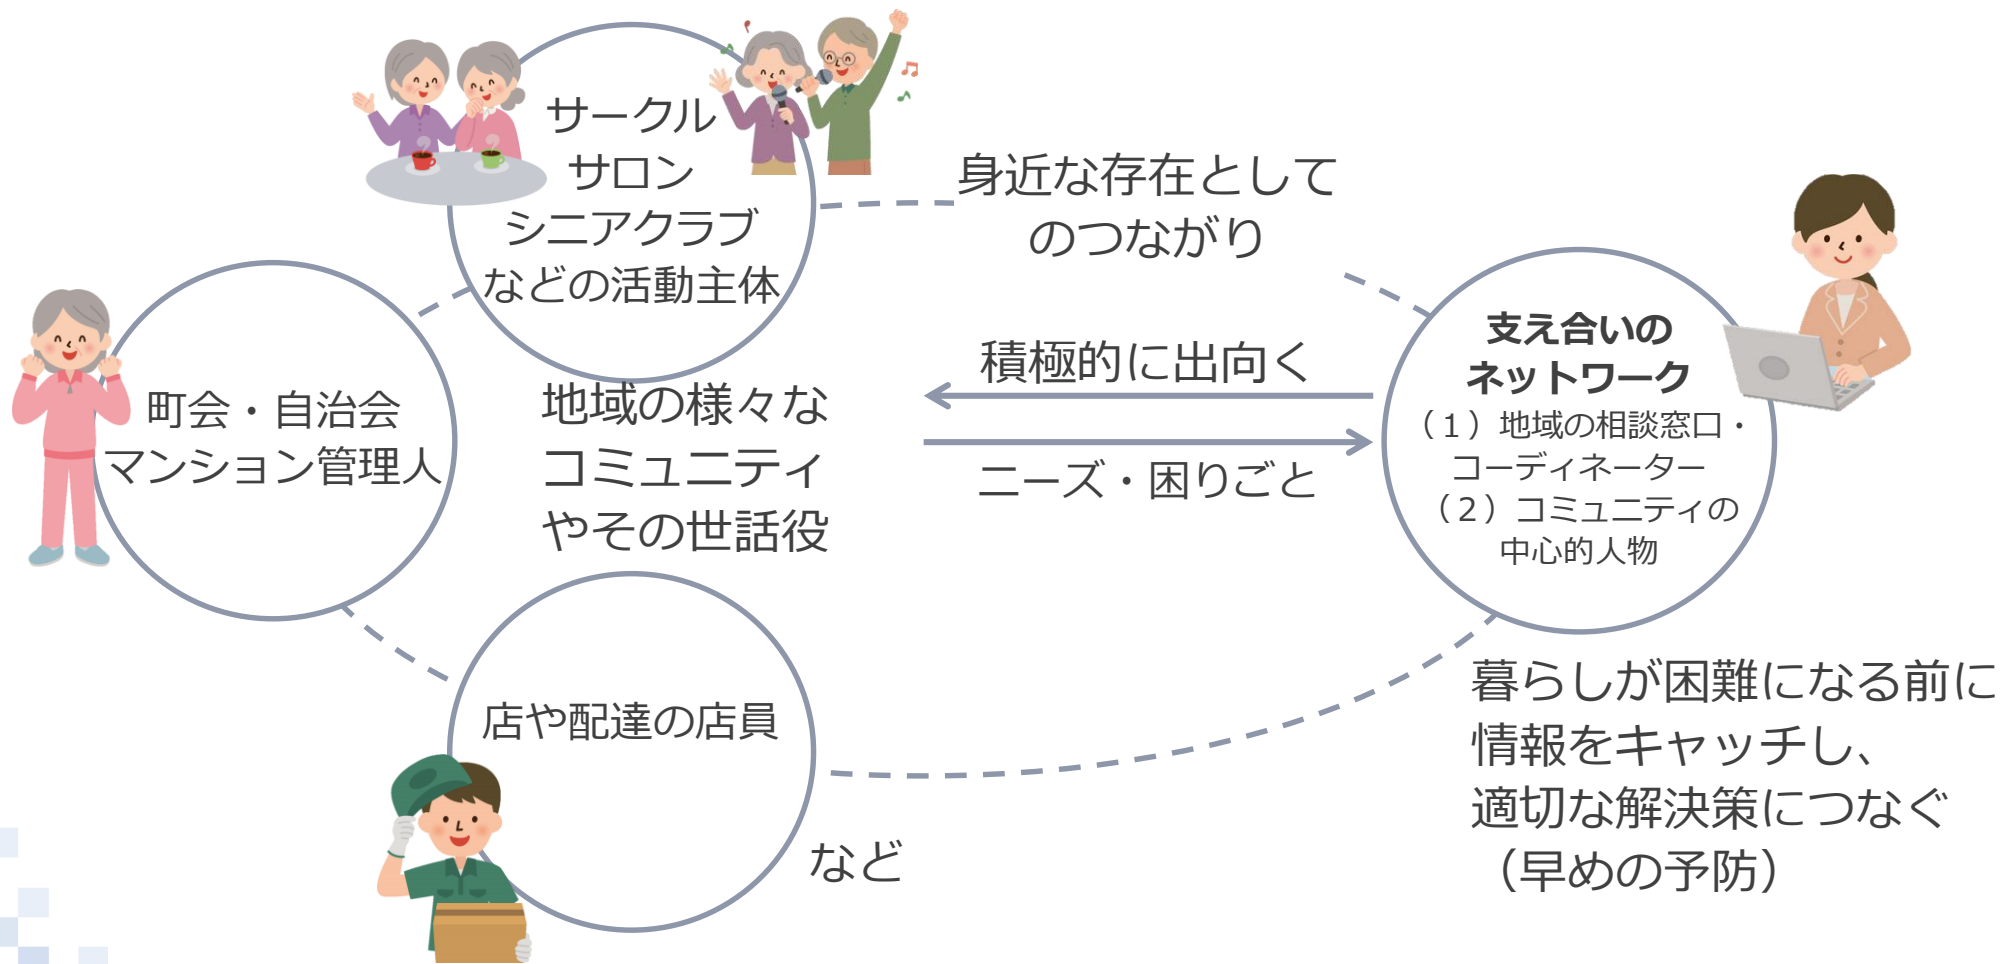 サークル
サロン
シニアクラブ
などの活動主体
身近な存在として
のつながり
町会・自治会
マンション管理人
地域の様々な
コミュニティ
やその世話役
積極的に出向く
ニーズ・困りごと
支え合いの
ネットワーク
（１）地域の相談窓口・
コーディネーター
（２）コミュニティの
中心的人物
店や配達の店員
など
暮らしが困難になる前に
情報をキャッチし、
適切な解決策につなぐ
（早めの予防）